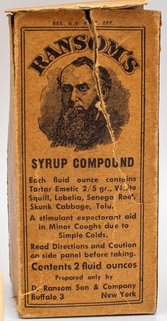 REG. U.S. PAT. OFF.
RANSOM'S
SYRUP COMPOUND
Each fluid ounce contains
Tartar Emetic 2/5 gr., White
Squill, Lobelia, Senega Root,
Skunk Cabbage, Tolu.
A stimulant expectorant aid
in Minor Coughs due to
Simple Colds.
Read Directions and Caution
on side panel before taking.
Contents 2 fluid ounces
Prepared only by
D. Ransom Son & Company
Buffalo 3 New York